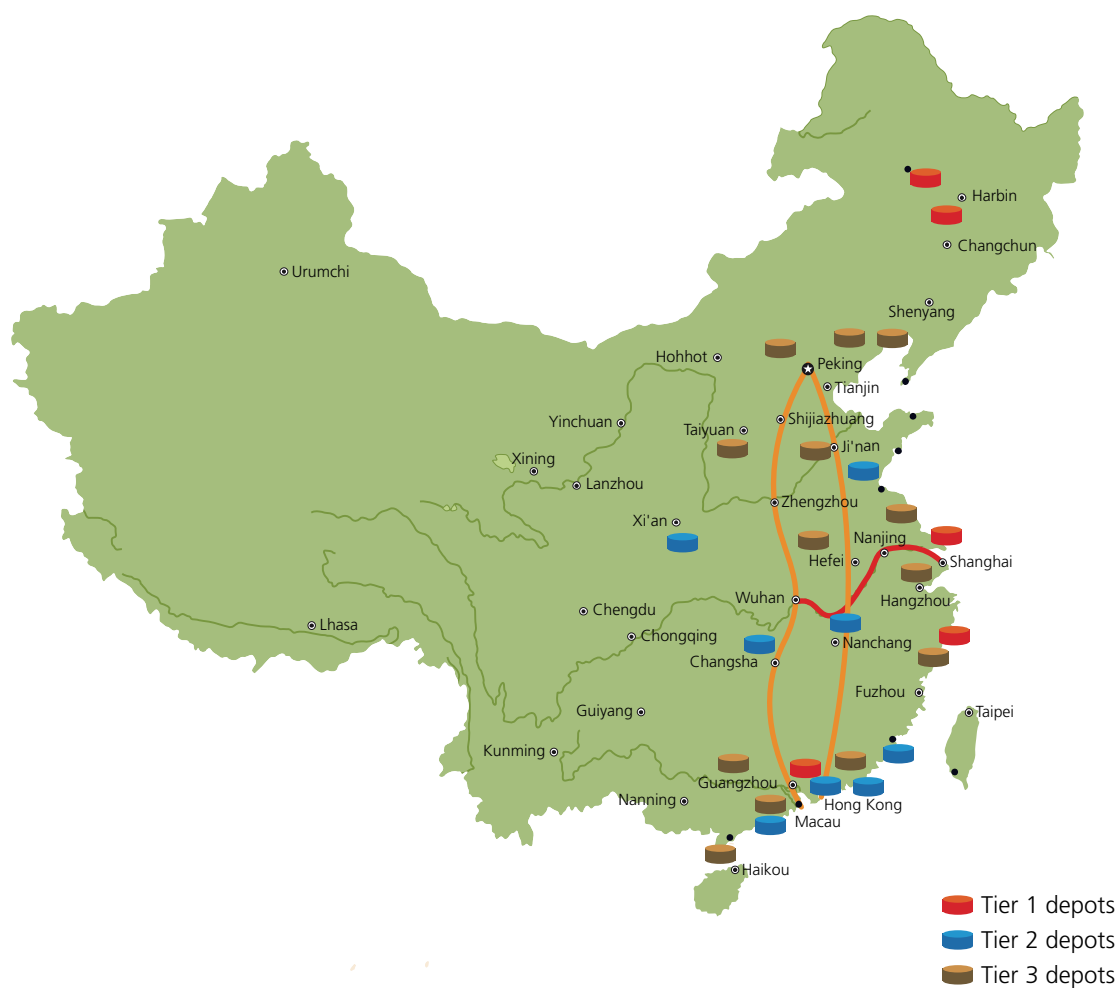 Harbin
Changchun
Urumchi
Shenyang
Hohhot
Peking
Tianjin
Yinchuan
Taiyuan
Shijiazhuang
Ji'nan
Xining
Lanzhou
Zhengzhou
Xi'an
Nanjing
Hefei
Shanghai
Wuhan
Hangzhou
Chengdu
Lhasa
Chongqing
Nanchang
Changsha
Fuzhou
Guiyang
Taipei
Kunming
Guangzhou
Nanning
Hong Kong
Macau
Haikou
Tier 1 depots
Tier 2 depots
Tier 3 depots